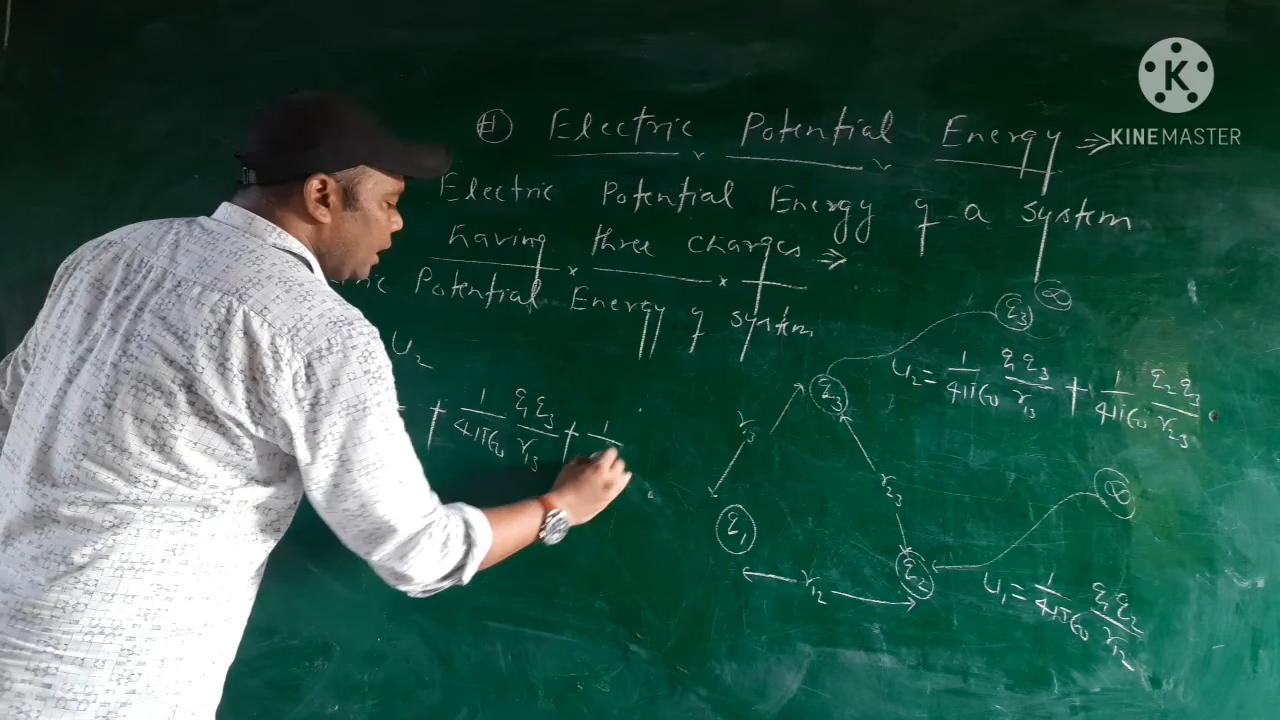 # Electric Potential Energy ⇒
KINEMASTER
Electric Potential Energy of a system
having three charges ⇒
Potential Energy of system
U2
+ 1/4πε0 q1q3/r13 + 1/
q3 ∞
U2 = 1/4πε0 q1q3/r13 + 1/4πε0 q2q3/r23
q3
r13
r23
∞
q1
q2
r12
U1 = 1/4πε0 q1q2/r12